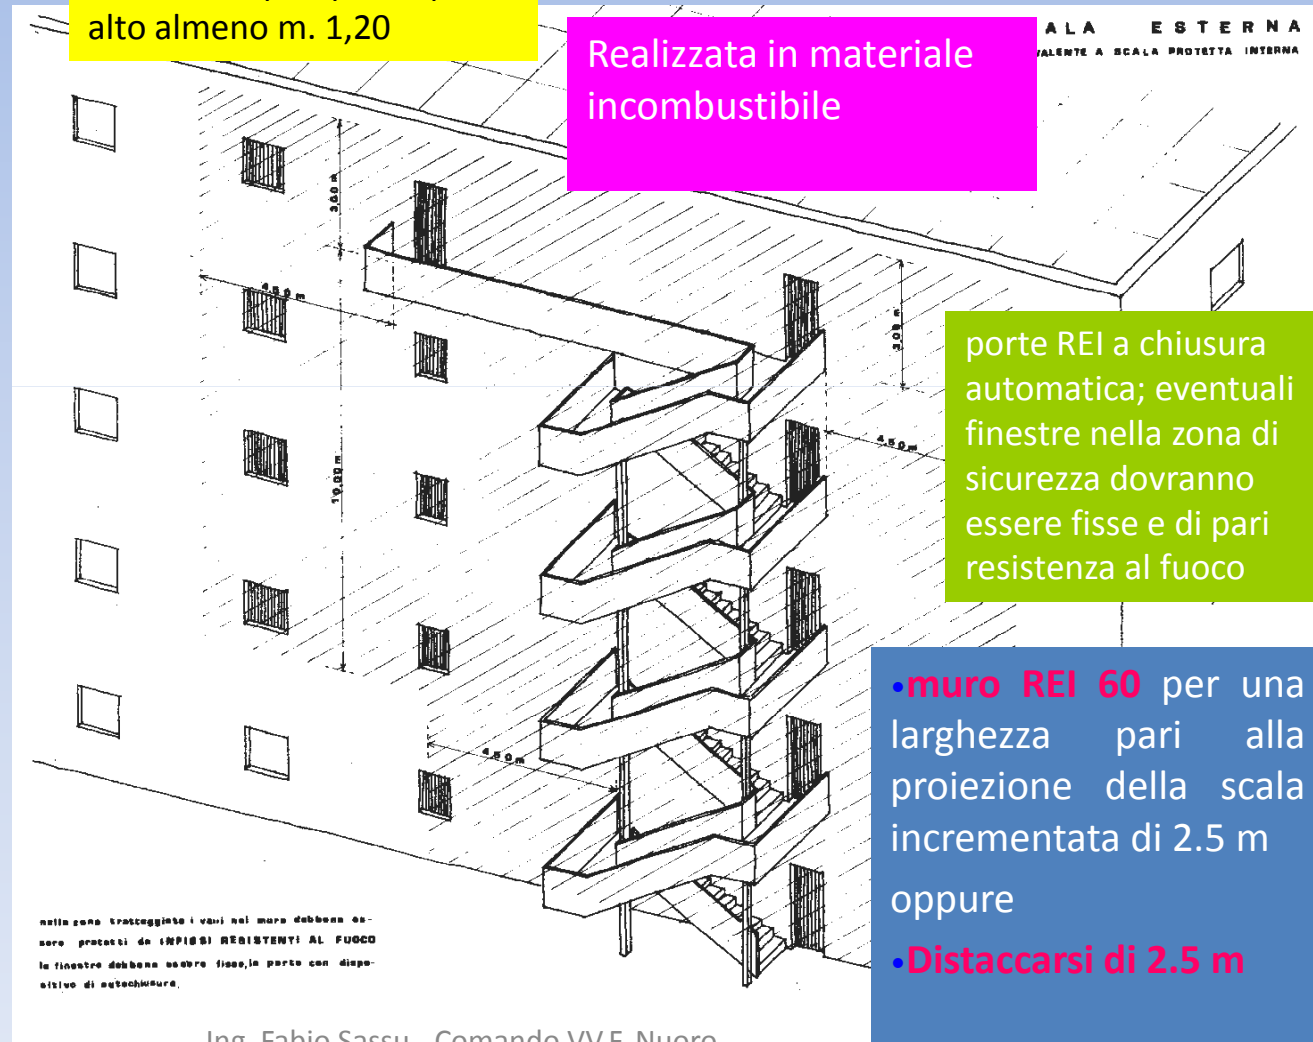 alto almeno m. 1,20
Realizzata in materiale
incombustibile
ALA ESTERNA
VALENTE A SCALA PROTETTA INTERNA
3,00 m
4,50 m
3,00 m
porte REI a chiusura
automatica; eventuali
finestre nella zona di
sicurezza dovranno
essere fisse e di pari
resistenza al fuoco
4,50 m
10,00m
•muro REI 60 per una
larghezza pari alla
proiezione della scala
incrementata di 2.5 m
oppure
•Distaccarsi di 2.5 m
4,50 m
nella zona tratteggiata i vani nel muro debbono es-
sere protetti da INFISSI RESISTENTI AL FUOCO
le finestre debbono essere fisse, le porte con dispo-
sitivo di autochiusura.
Ing. Fabio Sassu - Comando VV.F. Nuoro